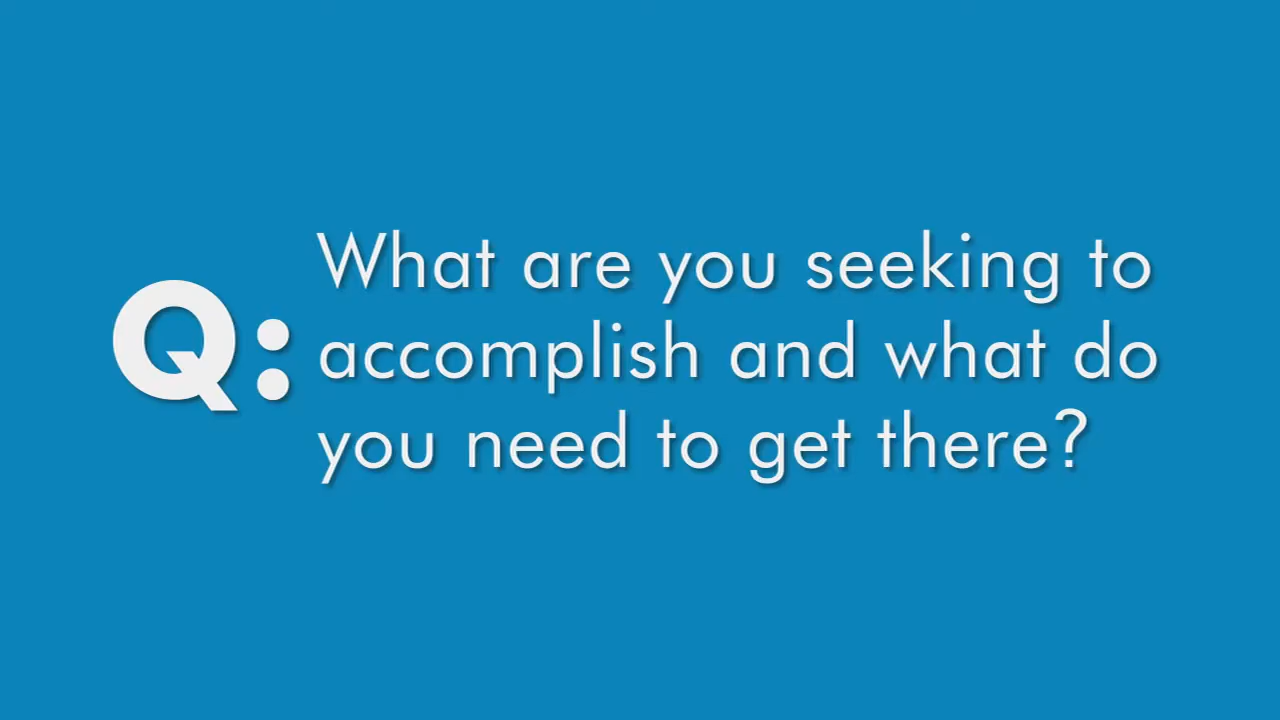 Q:
What are you seeking to
accomplish and what do
you need to get there?